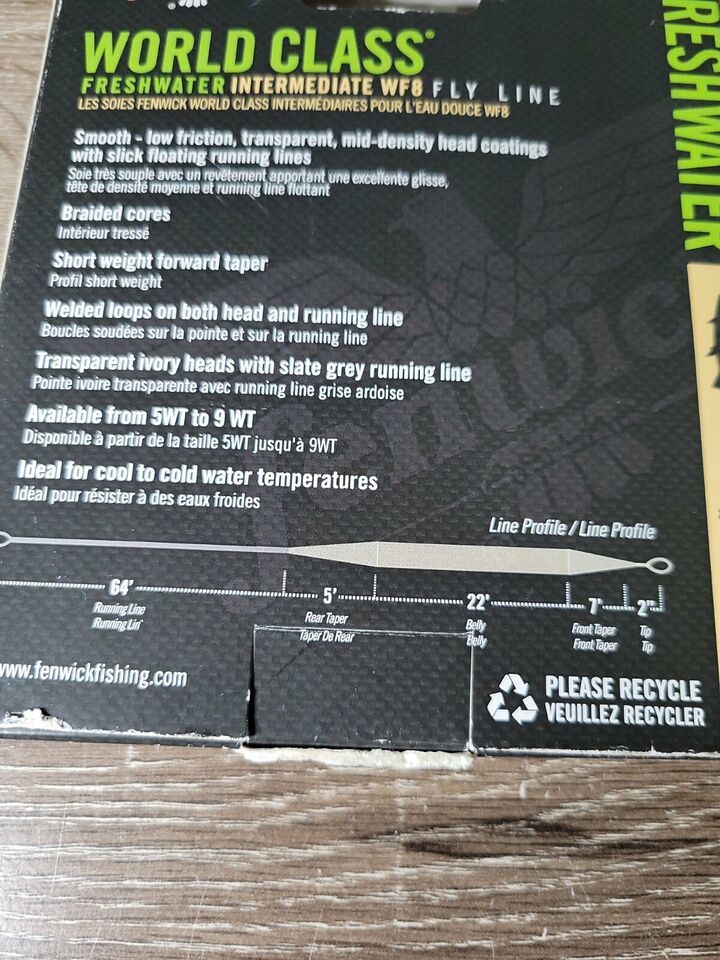 WORLD CLASS®
FRESHWATER INTERMEDIATE WF8 FLY LINE
LES SOIES FENWICK WORLD CLASS INTERMÉDIAIRES POUR L'EAU DOUCE WF8
Smooth - low friction, transparent, mid-density head coatings
with slick floating running lines
Soie très souple avec un revêtement apportant une excellente glisse,
tête de densité moyenne et running line flottant
Braided cores
Intérieur tressé
Short weight forward taper
Profil short weight
Welded loops on both head and running line
Boucles soudées sur la pointe et sur la running line
Transparent ivory heads with slate grey running line
Pointe ivoire transparente avec running line grise ardoise
Available from 5WT to 9 WT
Disponible à partir de la taille 5WT jusqu'à 9WT
Ideal for cool to cold water temperatures
Idéal pour résister à des eaux froides
fenwick
Line Profile / Line Profile
64' 5' 22' 7' 2"
Running Line Rear Taper Belly Front Taper Tip
Running Lin' Taper De Rear Belly Front Taper Tip
www.fenwickfishing.com
PLEASE RECYCLE
VEUILLEZ RECYCLER
RESHWATER